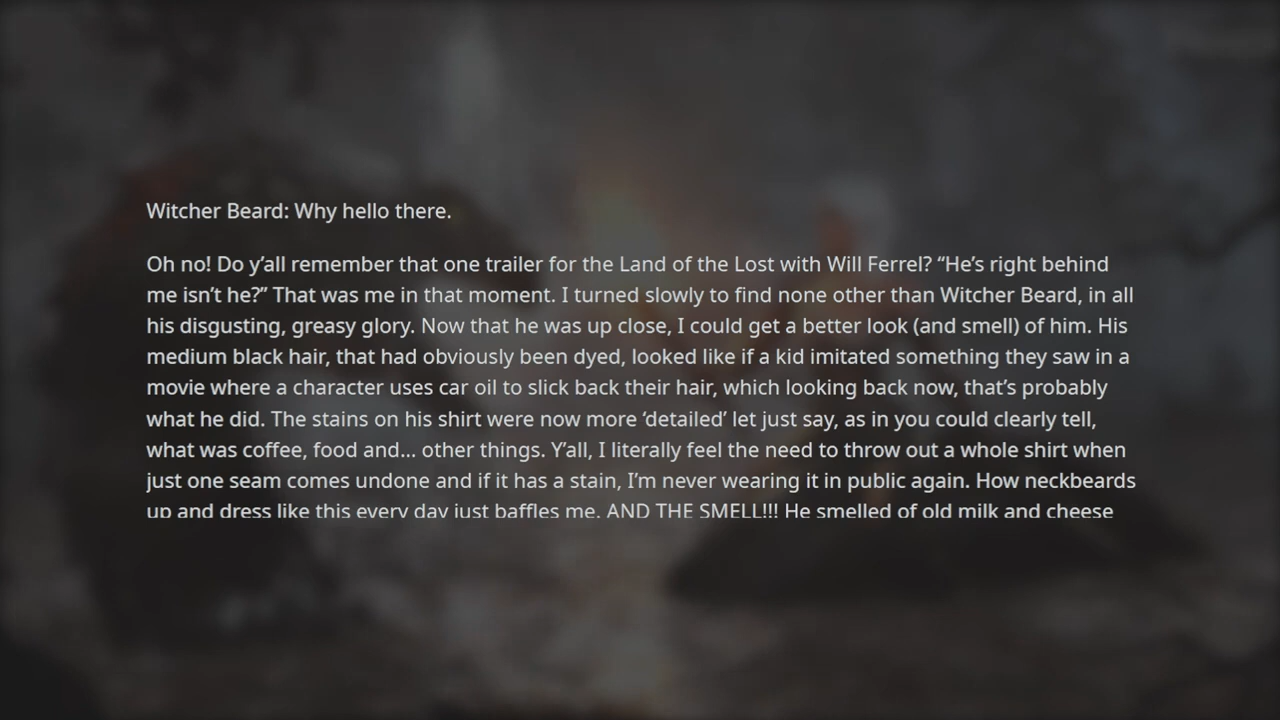 Witcher Beard: Why hello there.
Oh no! Do y’all remember that one trailer for the Land of the Lost with Will Ferrel? “He’s right behind
me isn’t he?” That was me in that moment. I turned slowly to find none other than Witcher Beard, in all
his disgusting, greasy glory. Now that he was up close, I could get a better look (and smell) of him. His
medium black hair, that had obviously been dyed, looked like if a kid imitated something they saw in a
movie where a character uses car oil to slick back their hair, which looking back now, that’s probably
what he did. The stains on his shirt were now more ‘detailed’ let just say, as in you could clearly tell,
what was coffee, food and... other things. Y’all, I literally feel the need to throw out a whole shirt when
just one seam comes undone and if it has a stain, I’m never wearing it in public again. How neckbeards
up and dress like this every day just baffles me. AND THE SMELL!!! He smelled of old milk and cheese